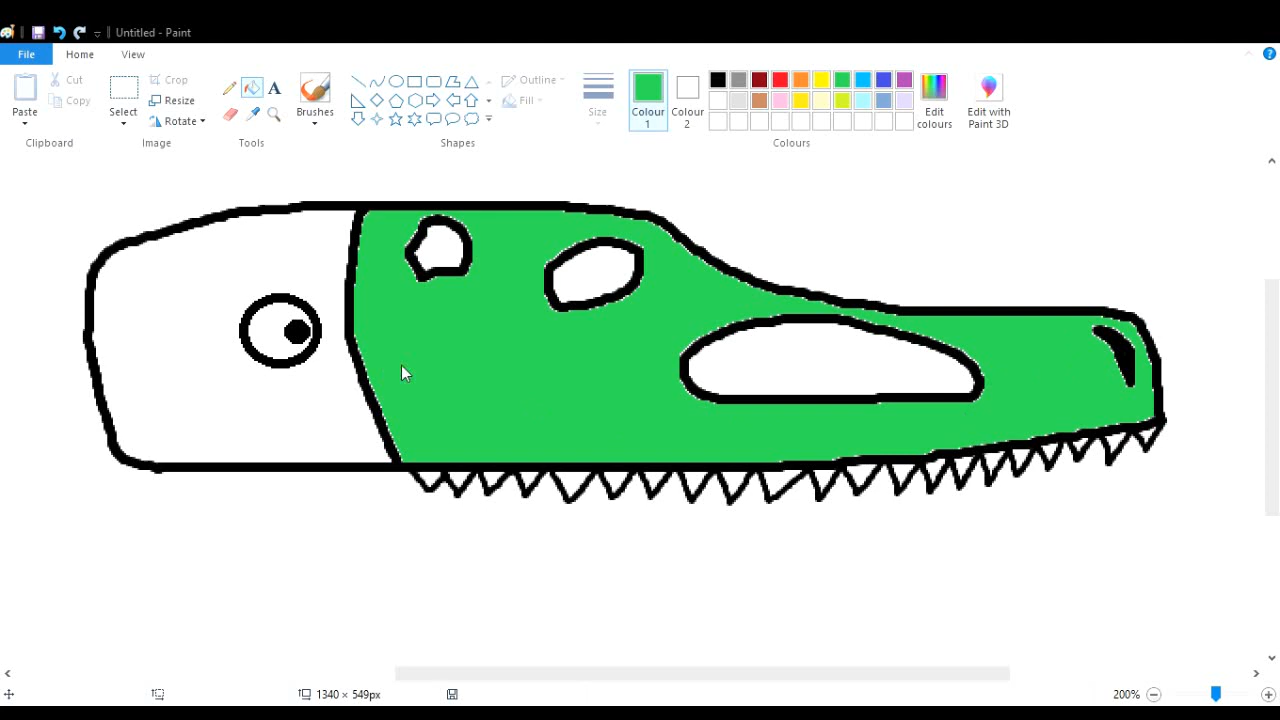 Untitled - Paint
File Home View
Paste
Cut
Copy
Clipboard
Select
Crop
Resize
Rotate
Image
A
Tools
Brushes
Shapes
Outline
Fill
Size
Colour 1
Colour 2
Edit colours
Edit with Paint 3D
Colours
?
1340 × 549px
200%